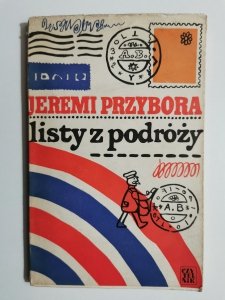 A.B.
JEREMI PRZYBORA
listy z podróży
A.B